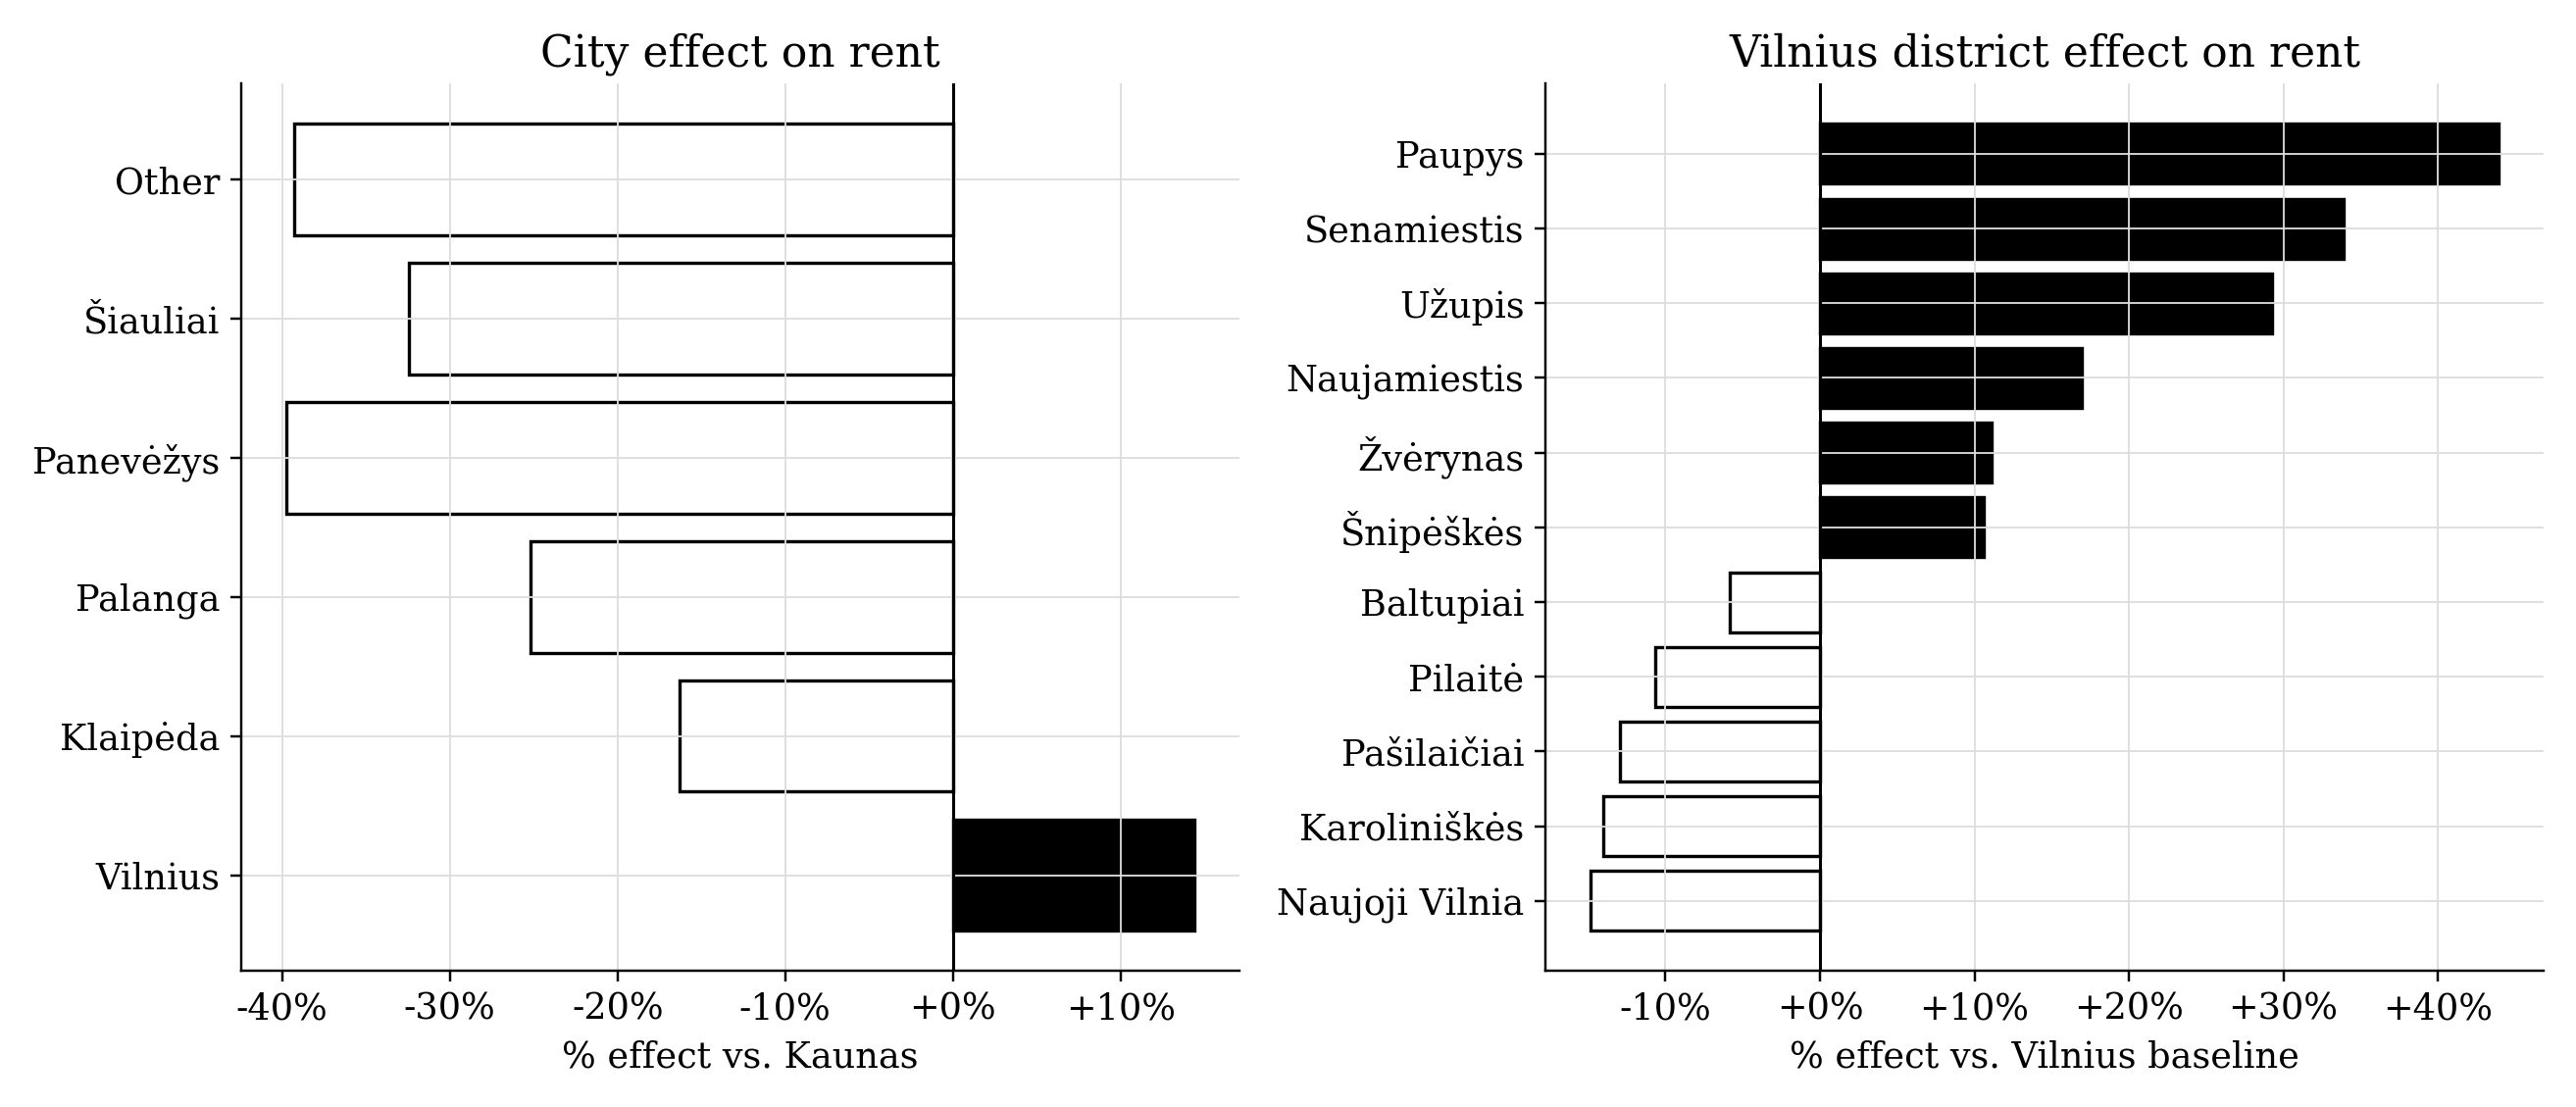 City effect on rent
Other
Šiauliai
Panevėžys
Palanga
Klaipėda
Vilnius
-40% -30% -20% -10% +0% +10%
% effect vs. Kaunas
Vilnius district effect on rent
Paupys
Senamiestis
Užupis
Naujamiestis
Žvėrynas
Šnipėškės
Baltupiai
Pilaitė
Pašilaičiai
Karoliniškės
Naujoji Vilnia
-10% +0% +10% +20% +30% +40%
% effect vs. Vilnius baseline